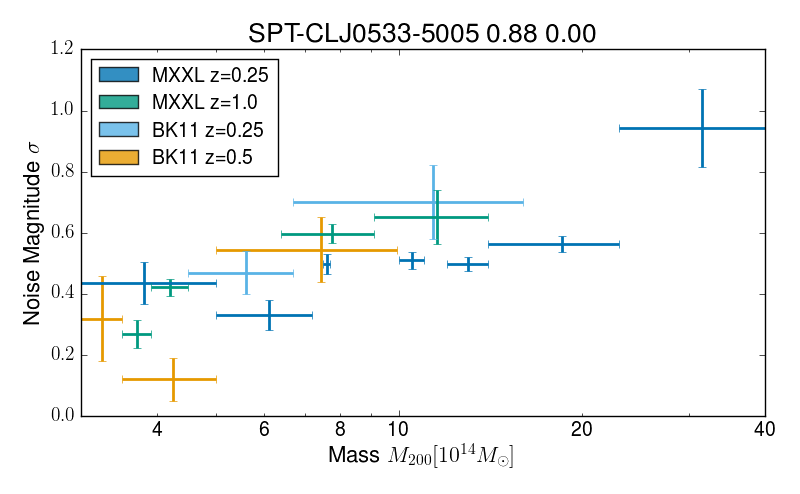 SPT-CLJ0533-5005 0.88 0.00
1.2
1.0
0.8
0.6
0.4
0.2
0.0
Noise Magnitude σ
MXXL z=0.25
MXXL z=1.0
BK11 z=0.25
BK11 z=0.5
4 6 8 10 20 40
Mass M₂₀₀[10¹⁴M☉]